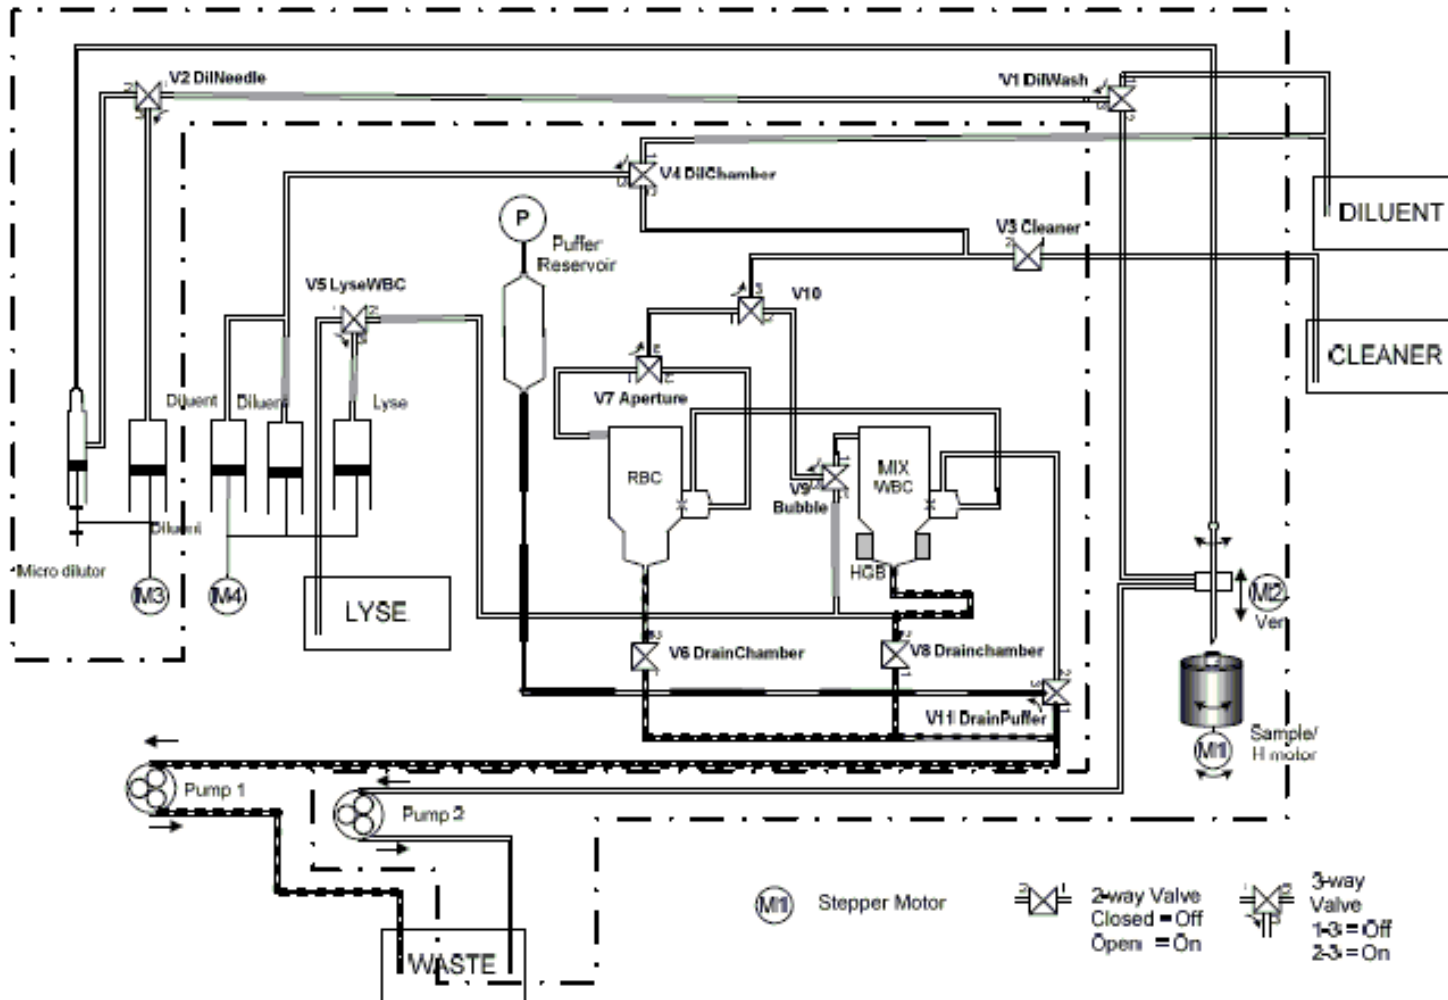 V2 DilNeedle
V1 DilWash
V4 DilChamber
DILUENT
P
V3 Cleaner
Puffer
Reservoir
V5 LyseWBC
V10
CLEANER
V7 Aperture
Diluent
Diluent
Lyse
RBC
MIX
WBC
V9
Bubble
Diluent
Micro dilutor
HGB
M3
M4
LYSE
M2
Ver
V6 DrainChamber
V8 Drainchamber
V11 DrainPuffer
Sample/
H motor
M1
Pump 1
Pump 2
M1
Stepper Motor
2-way Valve
Closed = Off
Open = On
3-way
Valve
1-3 = Off
2-3 = On
WASTE